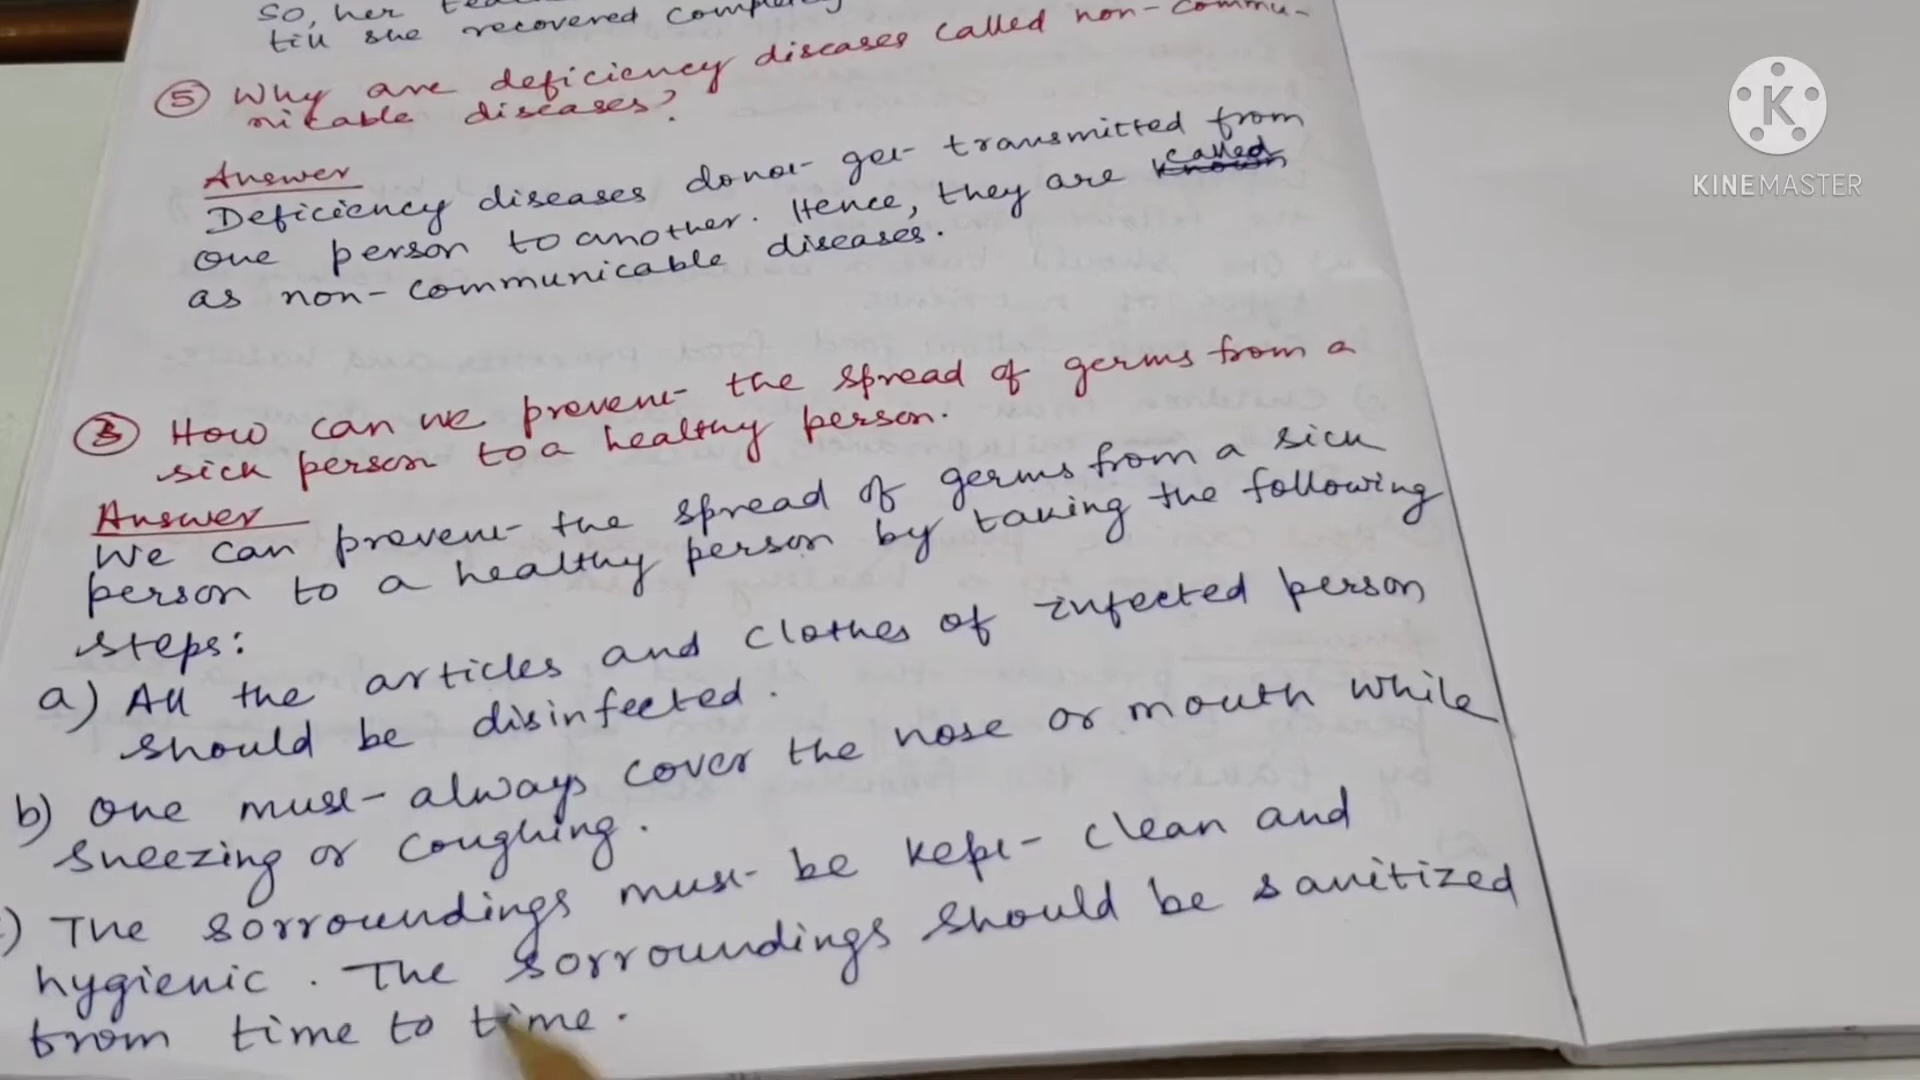 So, her
till she recovered
⑤ Why are deficiency diseases called non-commu-
nicable diseases?
Answer
Deficiency diseases donot get transmitted from
one person to another. Hence, they are called
as non-communicable diseases.
③ How can we prevent the spread of germs from a
sick person to a healthy person.
Answer
We can prevent the spread of germs from a sick
person to a healthy person by taking the following
steps:
a) All the articles and clothes of infected person
should be disinfected.
b) One must always cover the nose or mouth while
sneezing or coughing.
) The sorroundings must be kept clean and
hygienic. The sorroundings should be sanitized
from time to time.
K
KINEMASTER